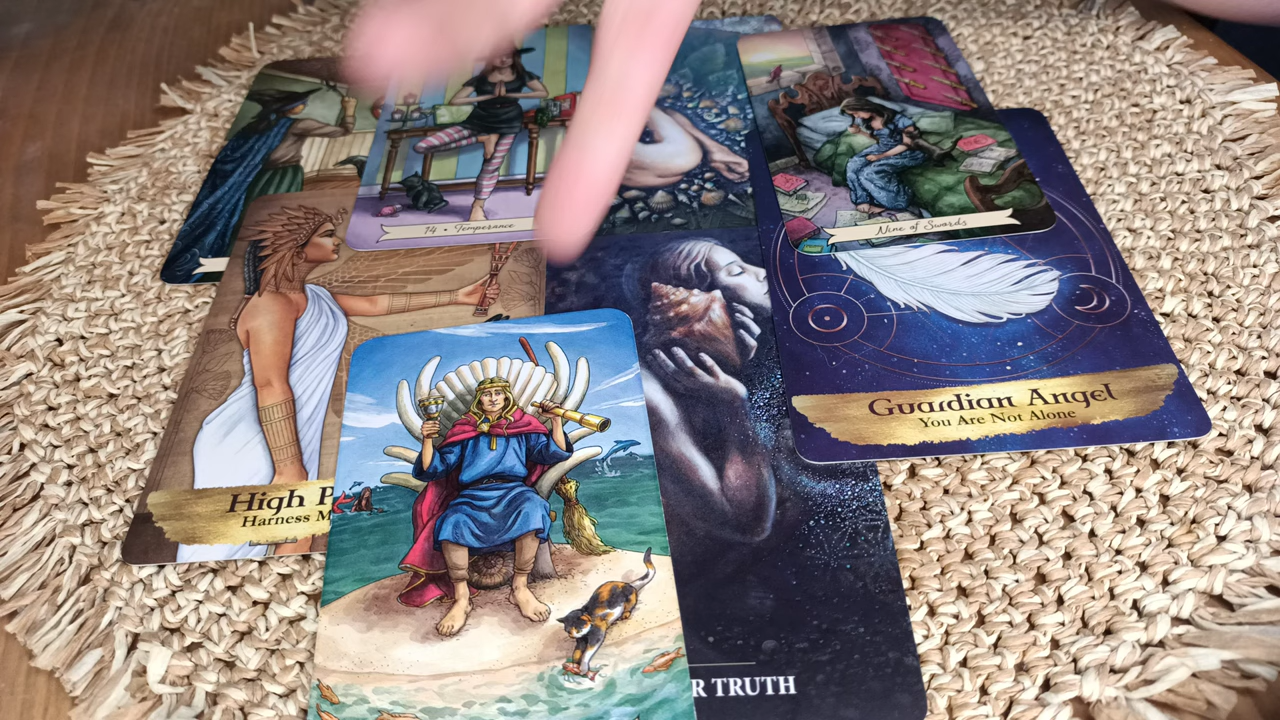 14 • Temperance
Nine of Swords
Guardian Angel
You Are Not Alone
High P
Harness M
R TRUTH